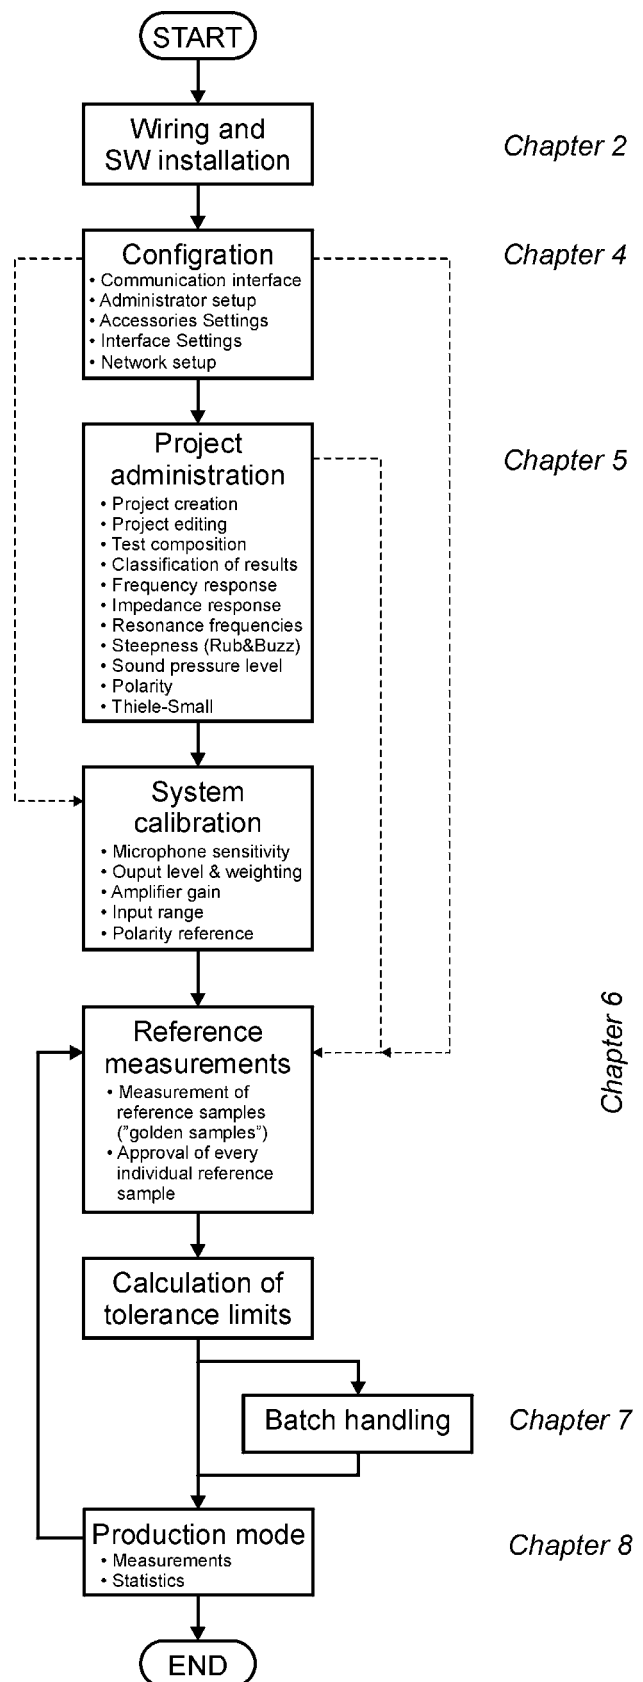 START
Wiring and
SW installation
Chapter 2
Configration
• Communication interface
• Administrator setup
• Accessories Settings
• Interface Settings
• Network setup
Chapter 4
Project
administration
• Project creation
• Project editing
• Test composition
• Classification of results
• Frequency response
• Impedance response
• Resonance frequencies
• Steepness (Rub&Buzz)
• Sound pressure level
• Polarity
• Thiele-Small
Chapter 5
System
calibration
• Microphone sensitivity
• Ouput level & weighting
• Amplifier gain
• Input range
• Polarity reference
Reference
measurements
• Measurement of
reference samples
("golden samples")
• Approval of every
individual reference
sample
Chapter 6
Calculation of
tolerance limits
Batch handling
Chapter 7
Production mode
• Measurements
• Statistics
Chapter 8
END